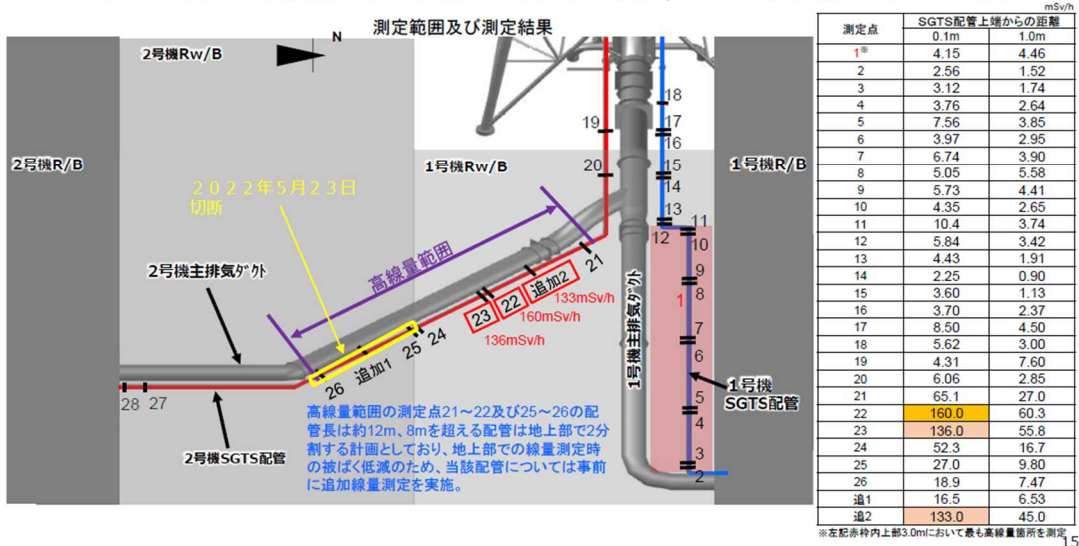 測定範囲及び測定結果
N
2号機Rw/B
2号機R/B
1号機Rw/B
1号機R/B
２０２２年５月２３日
切断
高線量範囲
2号機主排気ﾀﾞｸﾄ
2号機SGTS配管
1号機主排気ﾀﾞｸﾄ
1号機
SGTS配管
18
17
16
15
14
13
12
11
10
9
8
1
7
6
5
4
3
2
19
20
21
追加2
22
23
133mSv/h
160mSv/h
136mSv/h
24
25
追加1
26
27
28
高線量範囲の測定点21～22及び25～26の配
管長は約12m、8mを超える配管は地上部で2分
割する計画としており、地上部での線量測定時
の被ばく低減のため、当該配管については事前
に追加線量測定を実施。
mSv/h
測定点 SGTS配管上端からの距離
0.1m 1.0m
1※ 4.15 4.46
2 2.56 1.52
3 3.12 1.74
4 3.76 2.64
5 7.56 3.85
6 3.97 2.95
7 6.74 3.90
8 5.05 5.58
9 5.73 4.41
10 4.35 2.65
11 10.4 3.74
12 5.84 3.42
13 4.43 1.91
14 2.25 0.90
15 3.60 1.13
16 3.70 2.37
17 8.50 4.50
18 5.62 3.00
19 4.31 7.60
20 6.06 2.85
21 65.1 27.0
22 160.0 60.3
23 136.0 55.8
24 52.3 16.7
25 27.0 9.80
26 18.9 7.47
追1 16.5 6.53
追2 133.0 45.0
※左記赤枠内上部3.0mにおいて最も高線量箇所を測定
15